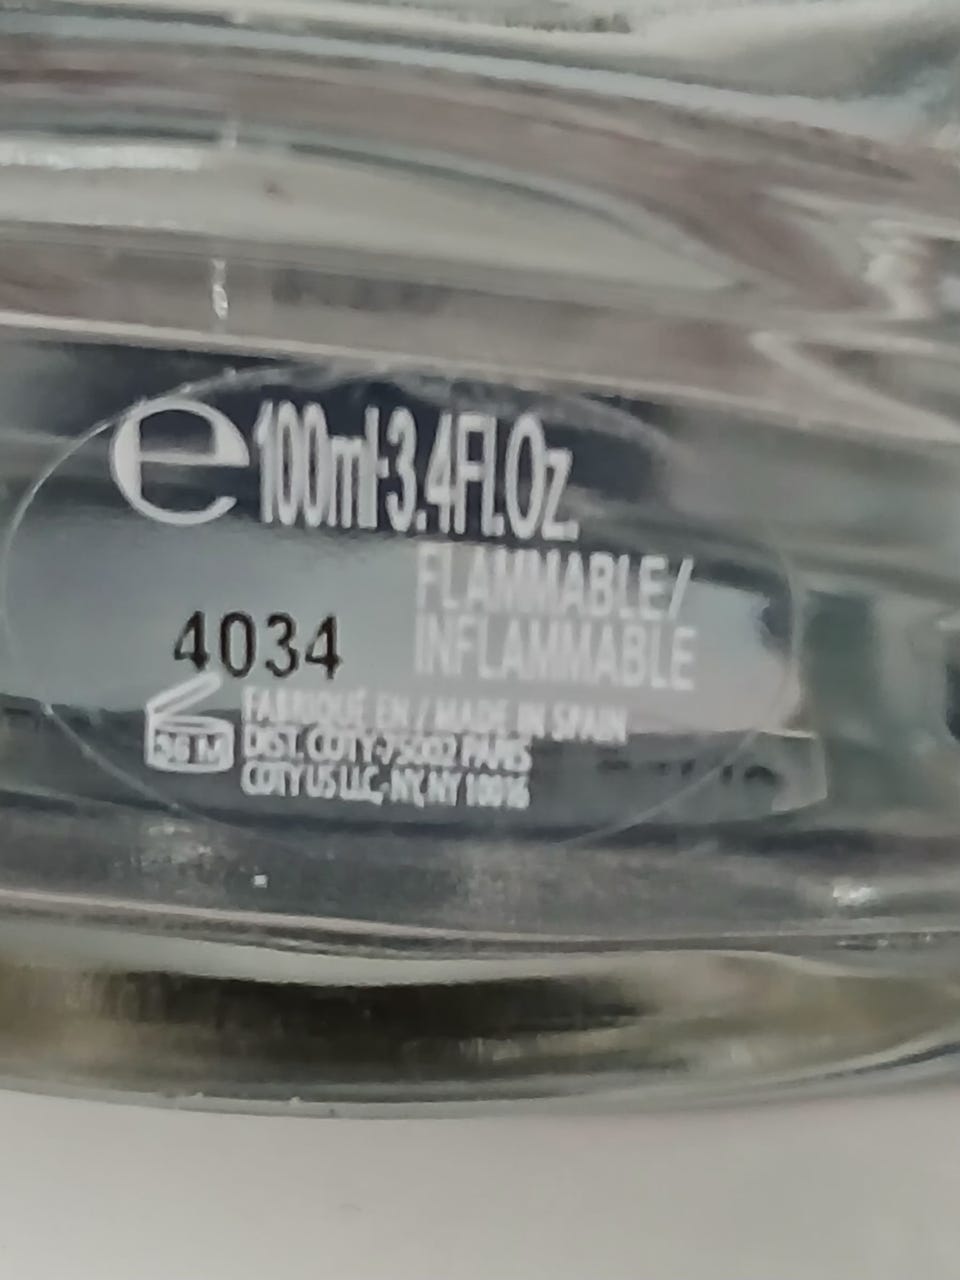 e 100ml-3.4Fl.Oz.
FLAMMABLE/
INFLAMMABLE
4034
36 M
FABRIQUÉ EN / MADE IN SPAIN
DIST. COTY-75002 PARIS
COTY US LLC,-NY, NY 10016